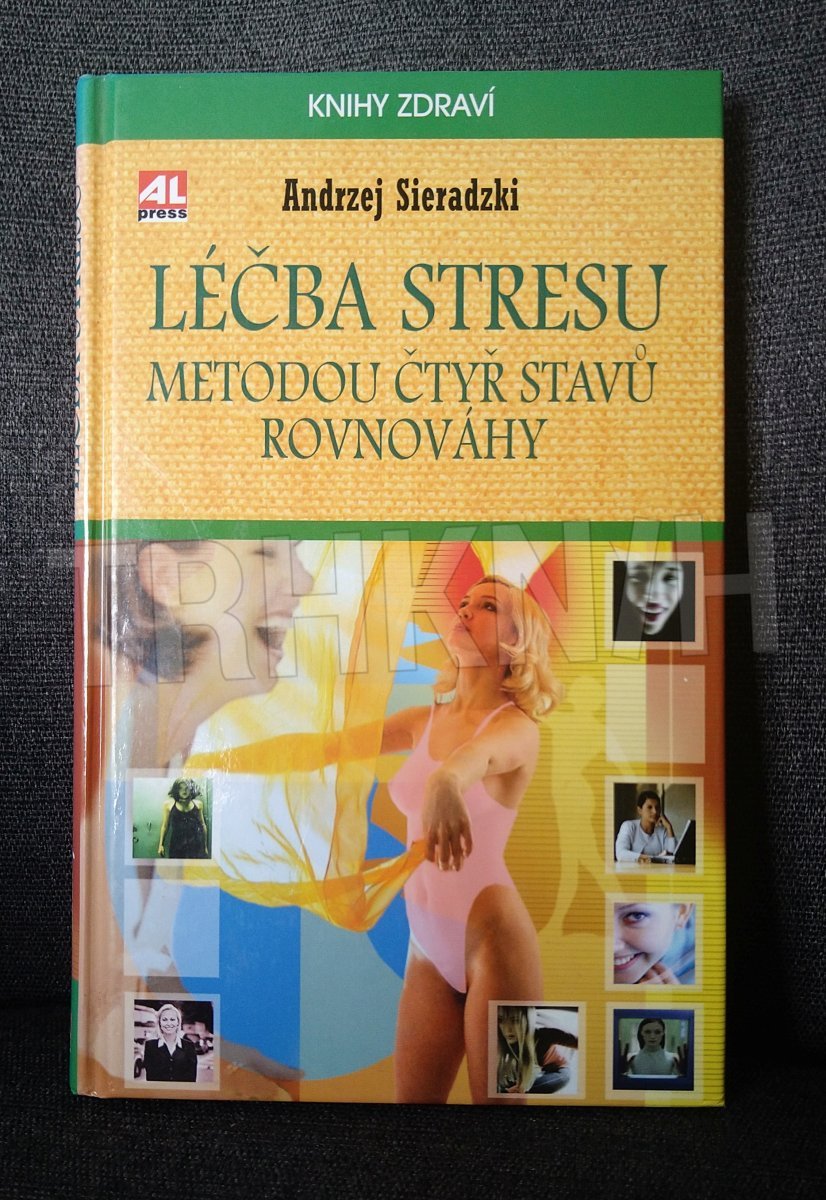 KNIHY ZDRAVÍ
AL
press
Andrzej Sieradzki
LÉČBA STRESU
METODOU ČTYŘ STAVŮ
ROVNOVÁHY
TRHKNIH